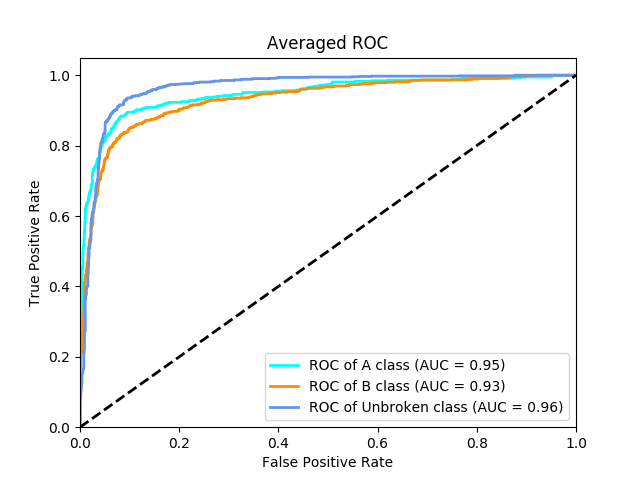 Averaged ROC
True Positive Rate
1.0
0.8
0.6
0.4
0.2
0.0
ROC of A class (AUC = 0.95)
ROC of B class (AUC = 0.93)
ROC of Unbroken class (AUC = 0.96)
0.0 0.2 0.4 0.6 0.8 1.0
False Positive Rate